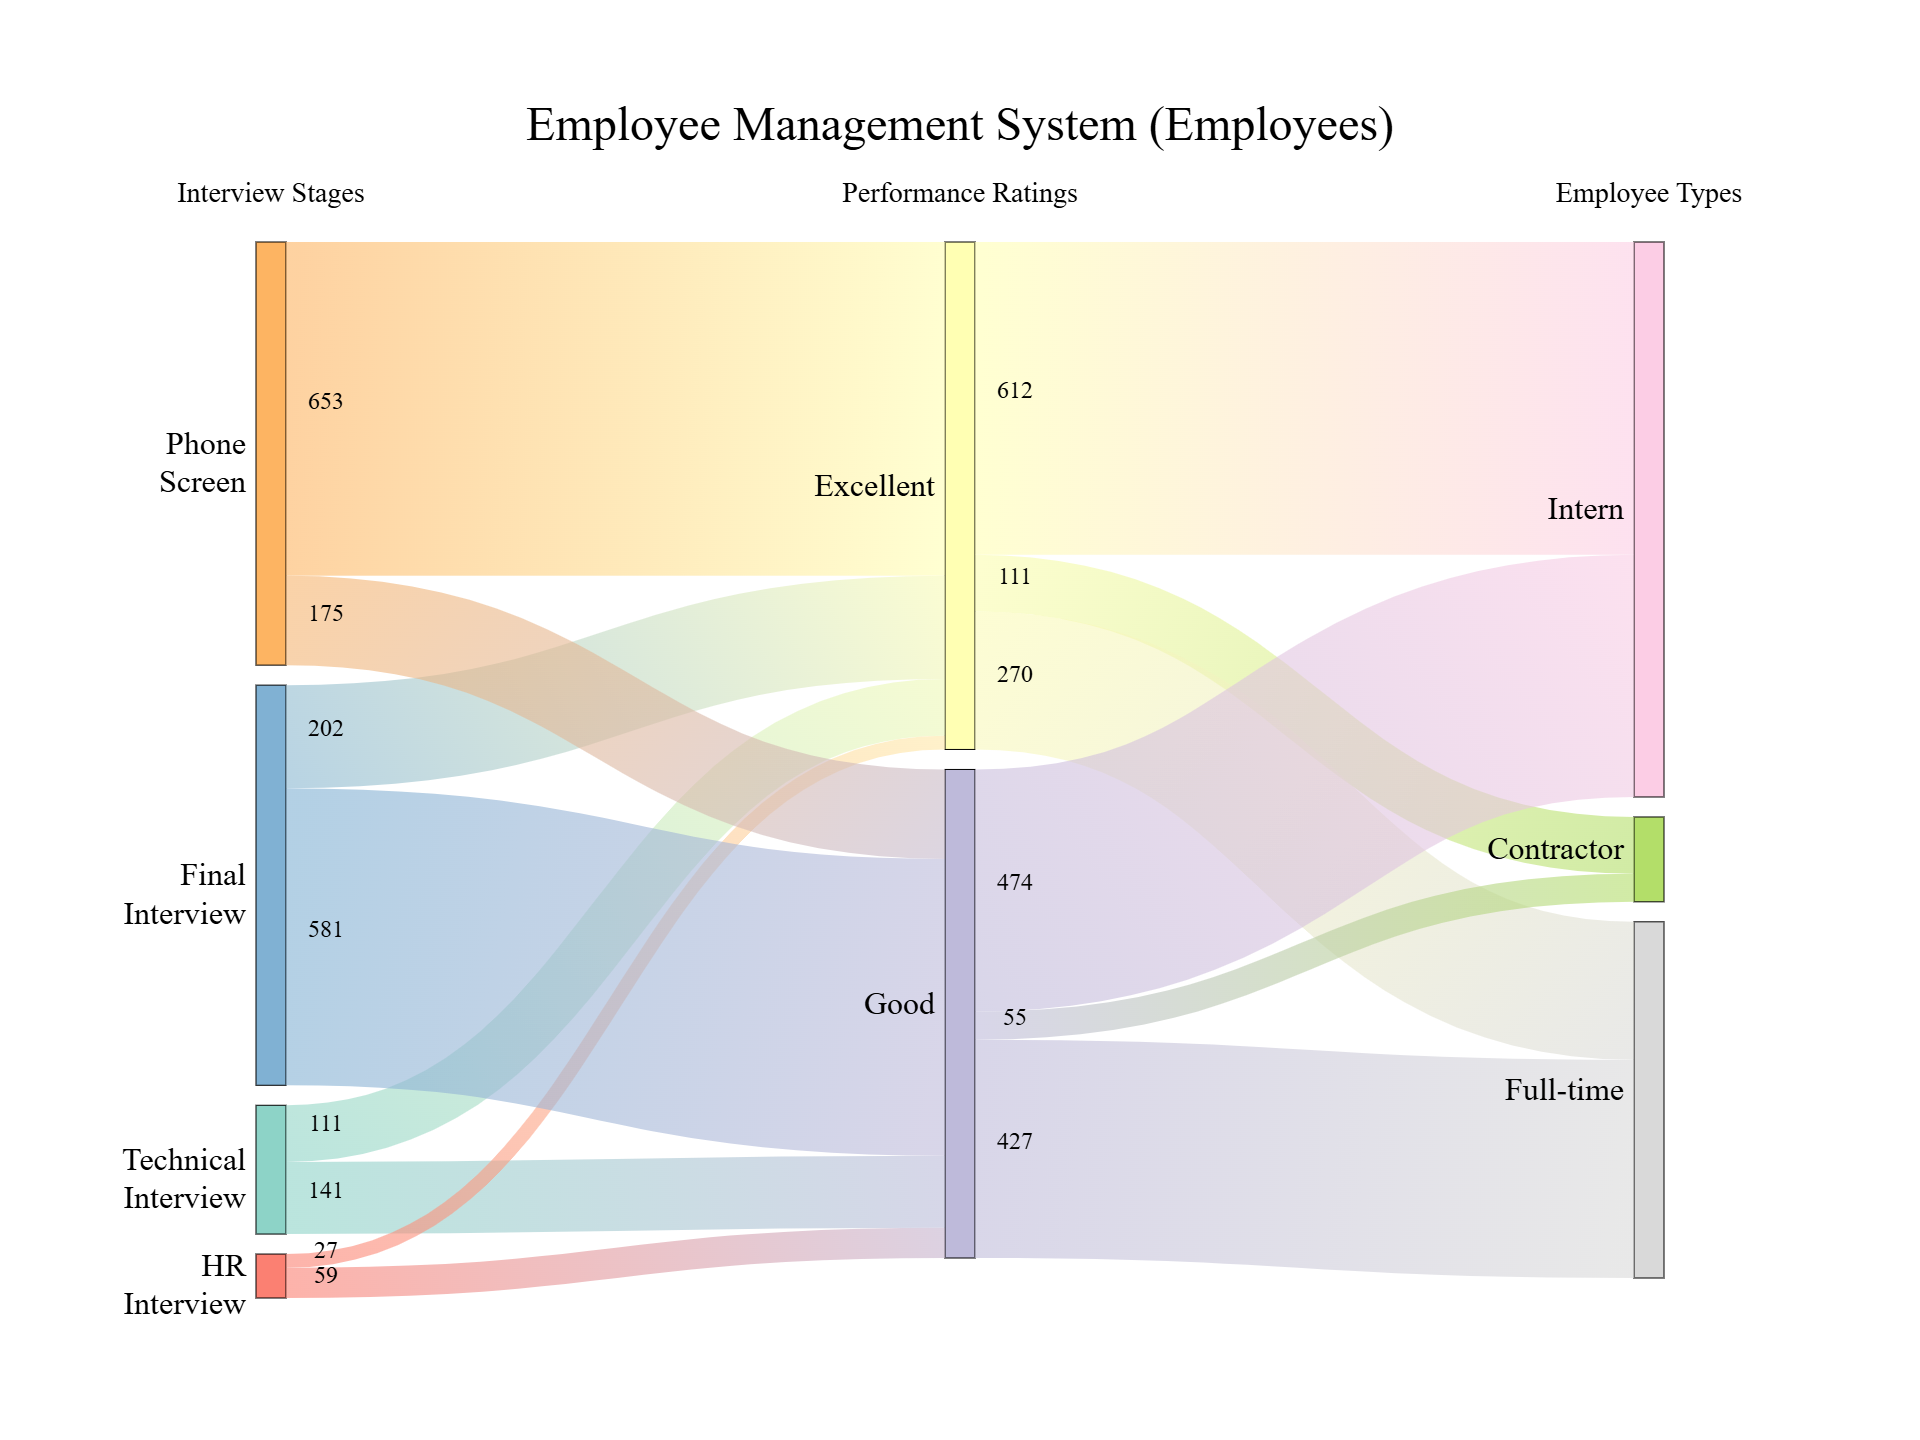 Employee Management System (Employees)
Interview Stages
Performance Ratings
Employee Types
Phone
Screen
653
175
Final
Interview
202
581
Technical
Interview
111
141
HR
Interview
27
59
Excellent
612
111
270
Good
474
55
427
Intern
Contractor
Full-time